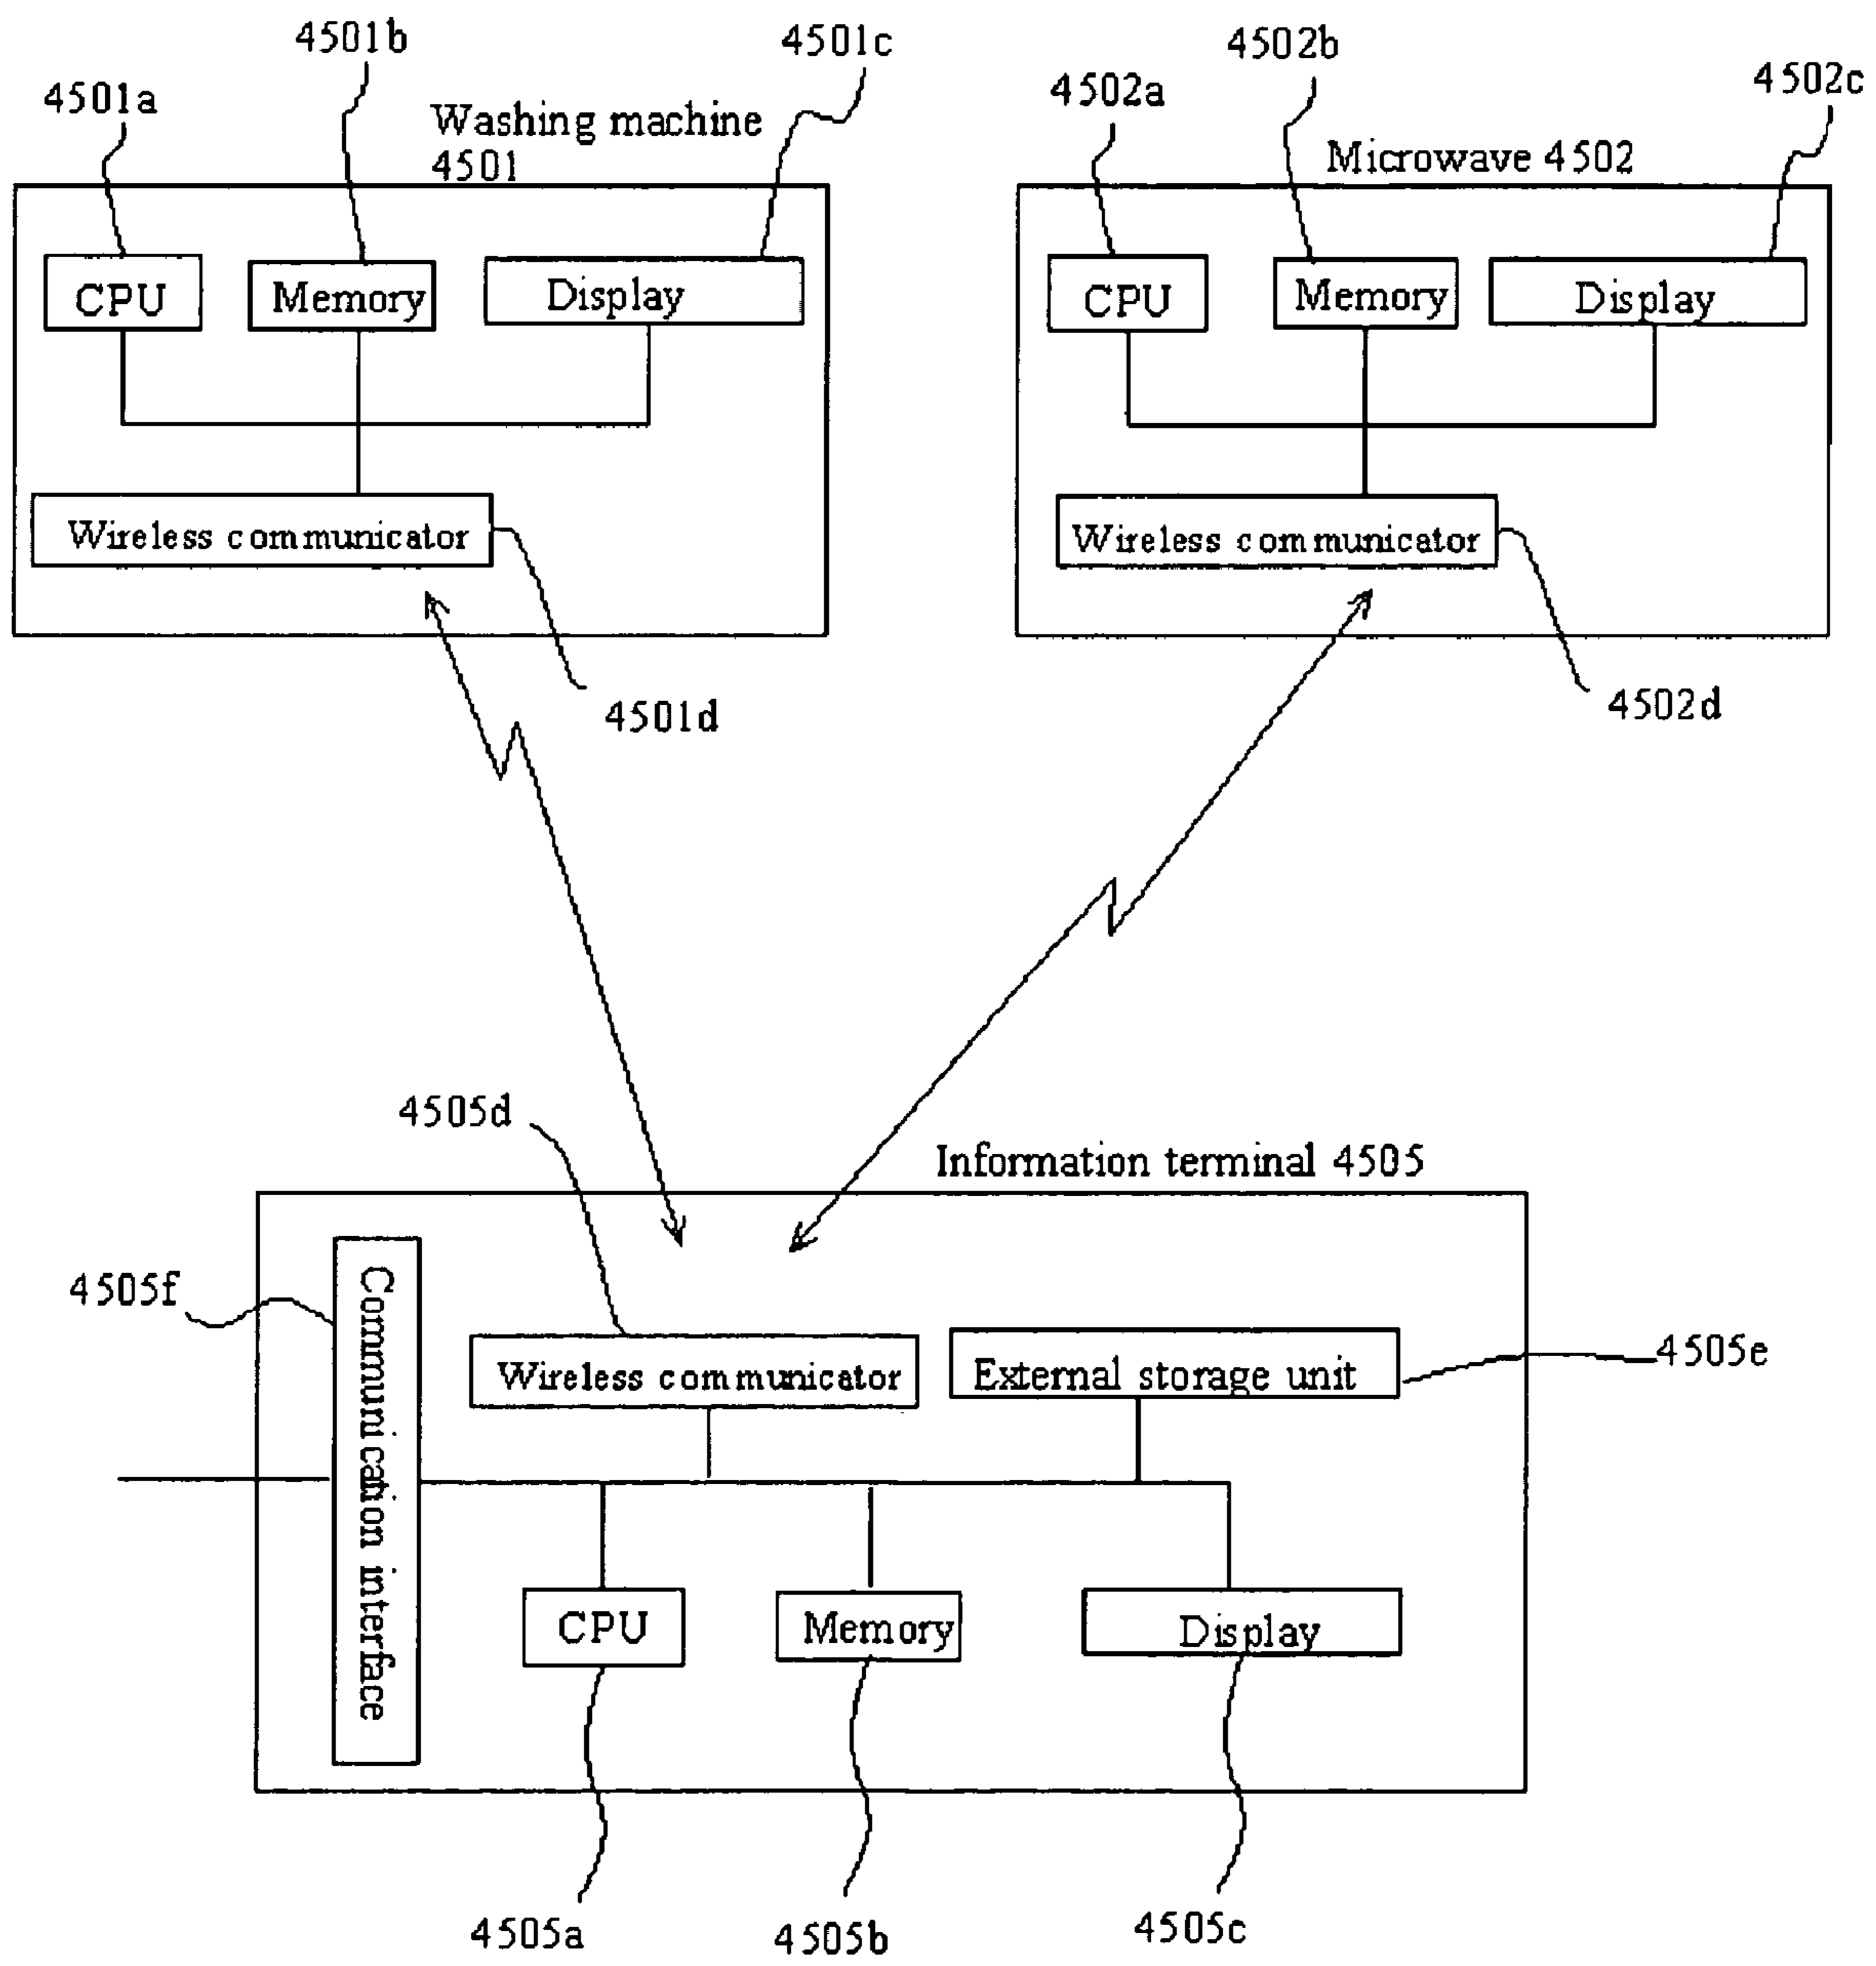 4501b
4501c
4501a
Washing machine
4501
CPU
Memory
Display
Wireless communicator
4501d
4502b
4502c
4502a
Microwave 4502
CPU
Memory
Display
Wireless communicator
4502d
4505d
Information terminal 4505
4505f
Communication interface
Wireless communicator
External storage unit
4505e
CPU
Memory
Display
4505a
4505b
4505c